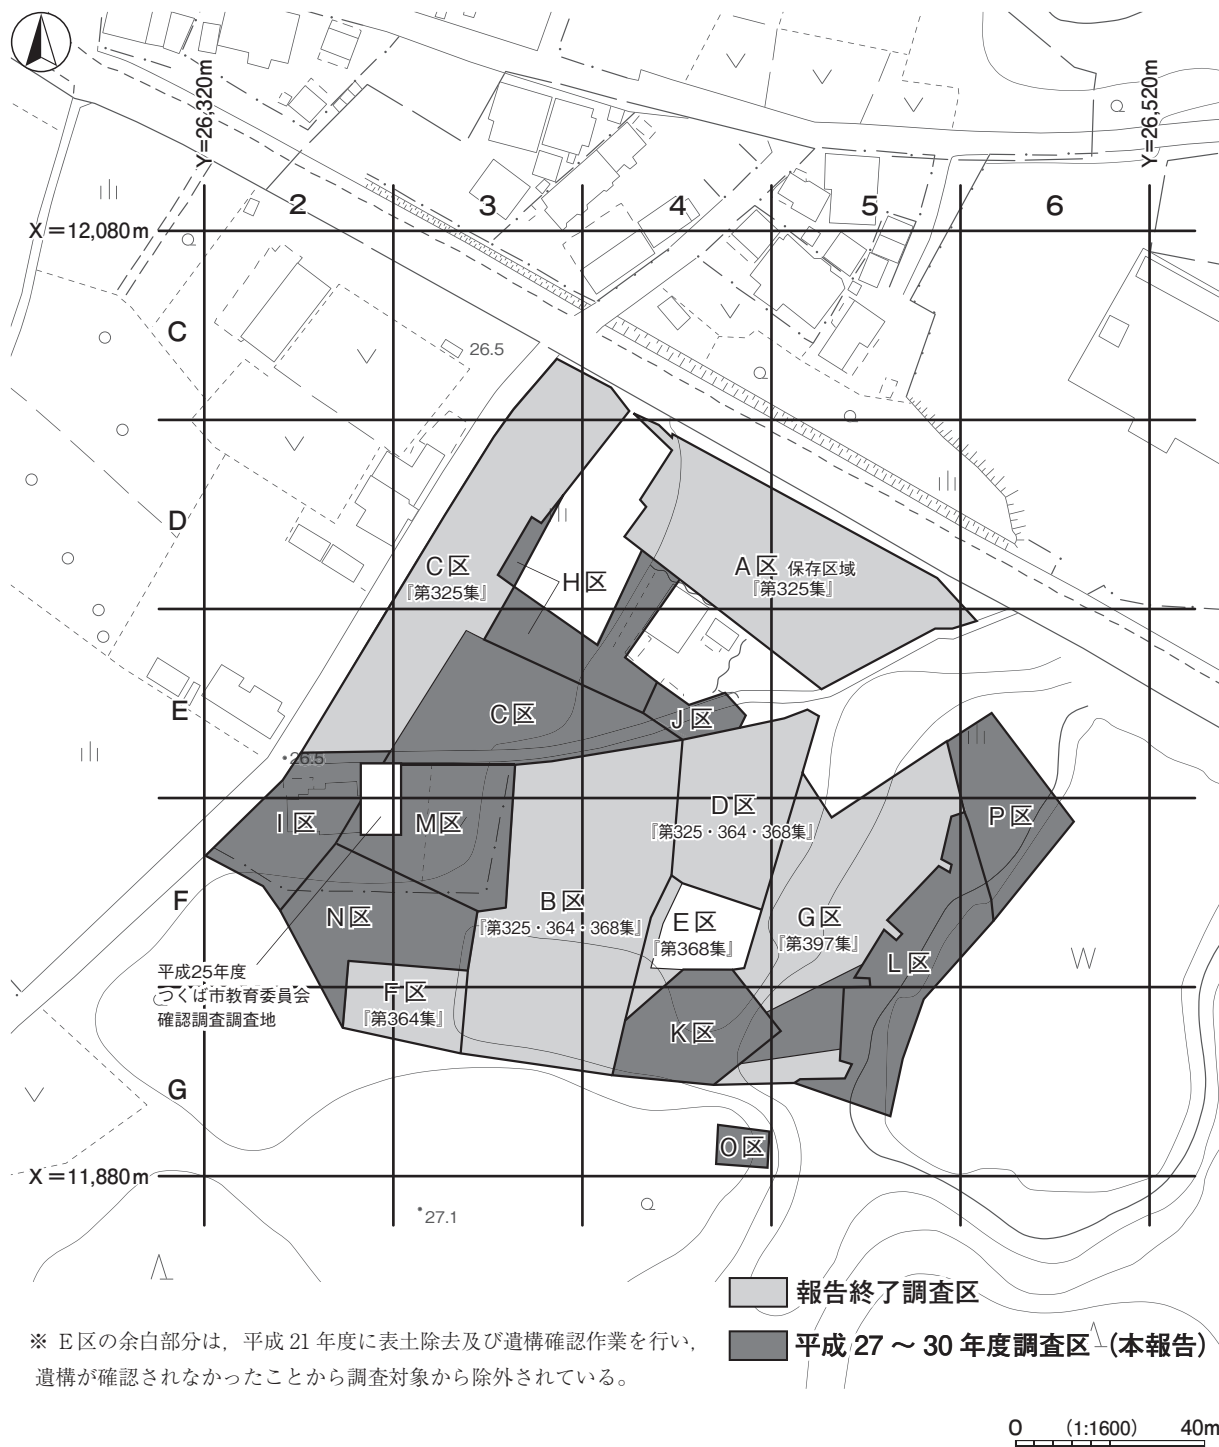 Y=26,320m
Y=26,520m
2
3
4
5
6
X=12,080m
C
26.5
D
C区
『第325集』
H区
A区 保存区域
『第325集』
E
C区
J区
26.5
I区
M区
D区
『第325・364・368集』
P区
F
N区
B区
『第325・364・368集』
E区
『第368集』
G区
『第397集』
L区
平成25年度
つくば市教育委員会
確認調査調査地
F区
『第364集』
K区
G
O区
X=11,880m
27.1
報告終了調査区
平成27～30年度調査区(本報告)
※ E区の余白部分は，平成21年度に表土除去及び遺構確認作業を行い，
遺構が確認されなかったことから調査対象から除外されている。
0 (1:1600) 40m